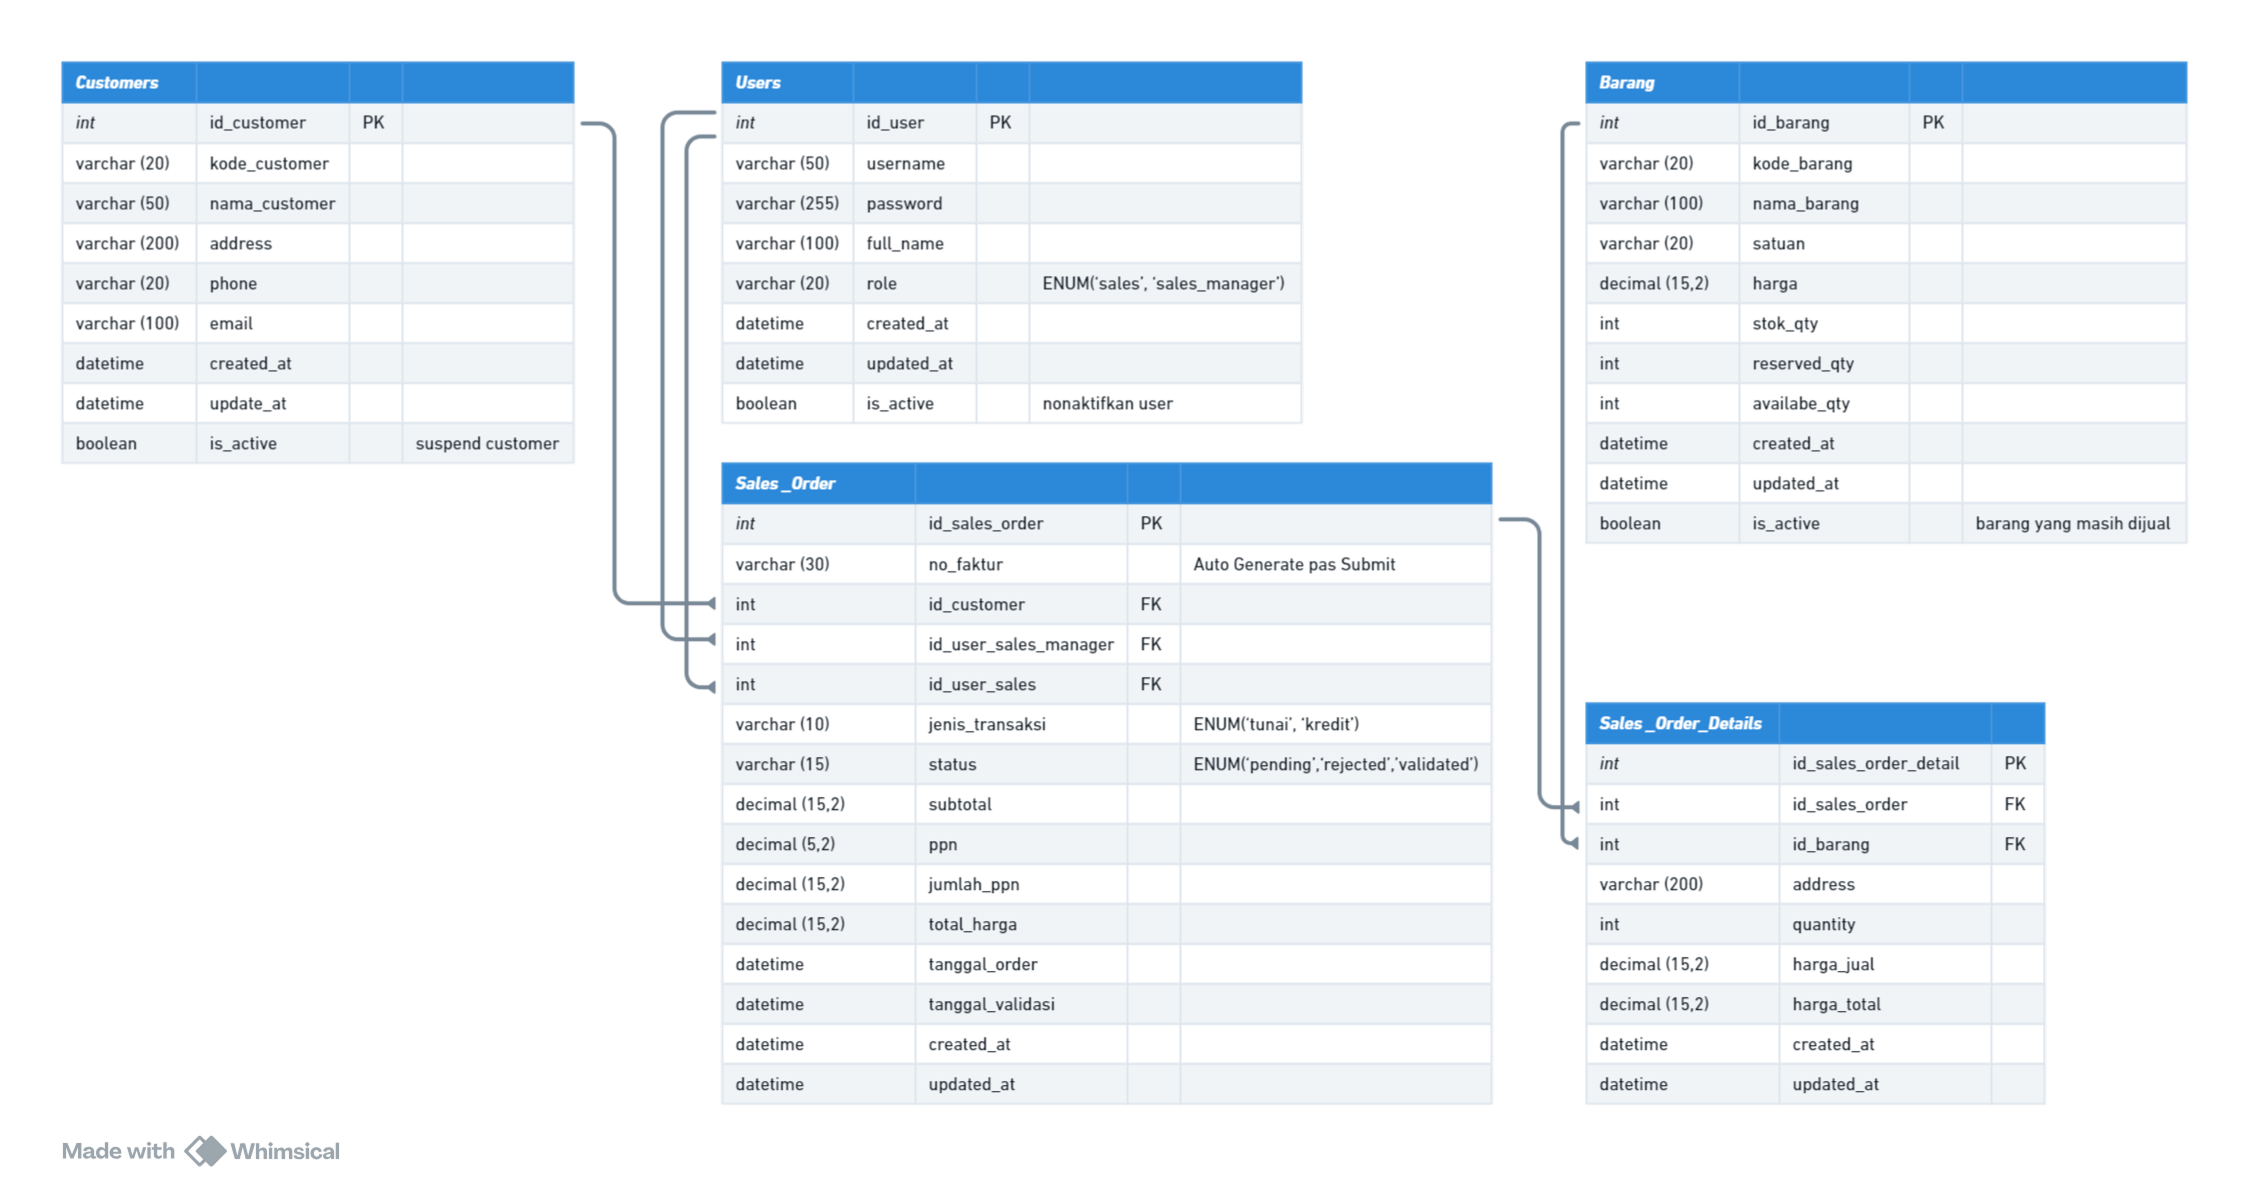 Customers
int id_customer PK
varchar (20) kode_customer
varchar (50) nama_customer
varchar (200) address
varchar (20) phone
varchar (100) email
datetime created_at
datetime update_at
boolean is_active suspend customer
Users
int id_user PK
varchar (50) username
varchar (255) password
varchar (100) full_name
varchar (20) role ENUM(‘sales’, ‘sales_manager’)
datetime created_at
datetime updated_at
boolean is_active nonaktifkan user
Barang
int id_barang PK
varchar (20) kode_barang
varchar (100) nama_barang
varchar (20) satuan
decimal (15,2) harga
int stok_qty
int reserved_qty
int availabe_qty
datetime created_at
datetime updated_at
boolean is_active barang yang masih dijual
Sales_Order
int id_sales_order PK
varchar (30) no_faktur Auto Generate pas Submit
int id_customer FK
int id_user_sales_manager FK
int id_user_sales FK
varchar (10) jenis_transaksi ENUM(‘tunai’, ‘kredit’)
varchar (15) status ENUM(‘pending’,‘rejected’,’validated’)
decimal (15,2) subtotal
decimal (5,2) ppn
decimal (15,2) jumlah_ppn
decimal (15,2) total_harga
datetime tanggal_order
datetime tanggal_validasi
datetime created_at
datetime updated_at
Sales_Order_Details
int id_sales_order_detail PK
int id_sales_order FK
int id_barang FK
varchar (200) address
int quantity
decimal (15,2) harga_jual
decimal (15,2) harga_total
datetime created_at
datetime updated_at
Made with Whimsical